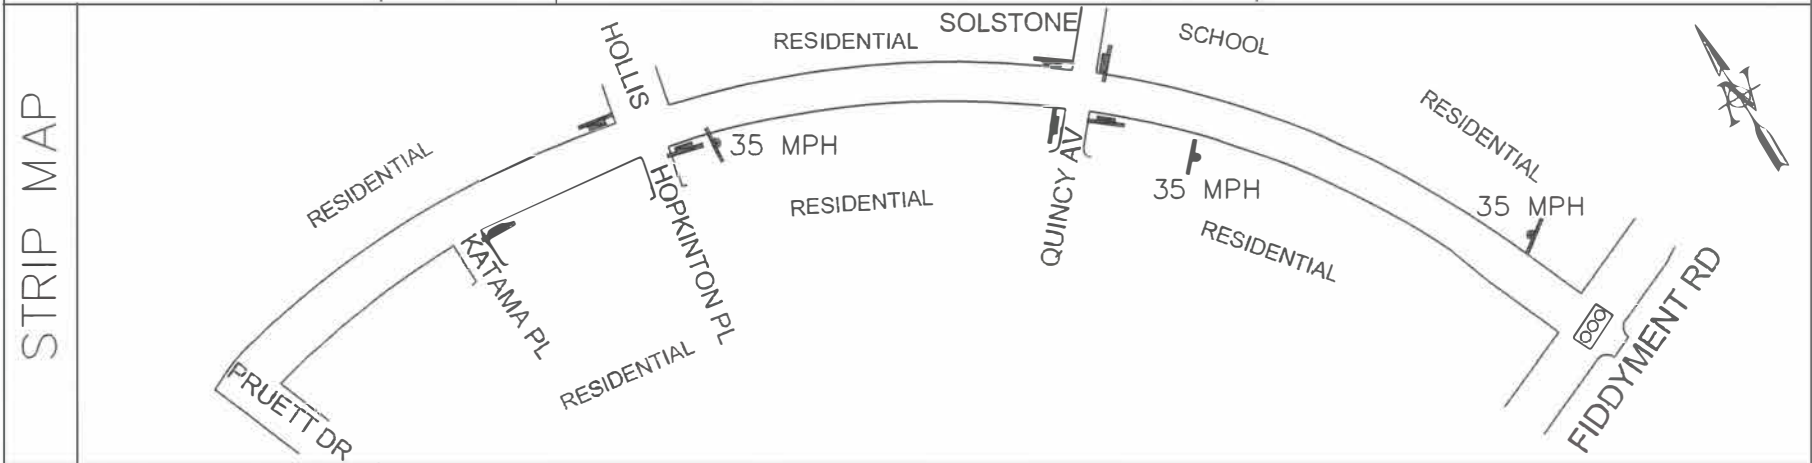 STRIP MAP
HOLLIS
RESIDENTIAL
SOLSTONE
SCHOOL
RESIDENTIAL
RESIDENTIAL
35 MPH
RESIDENTIAL
QUINCY AV
35 MPH
35 MPH
RESIDENTIAL
KATAMA PL
HOPKINTON PL
RESIDENTIAL
PRUETT DR
FIDDYMENT RD